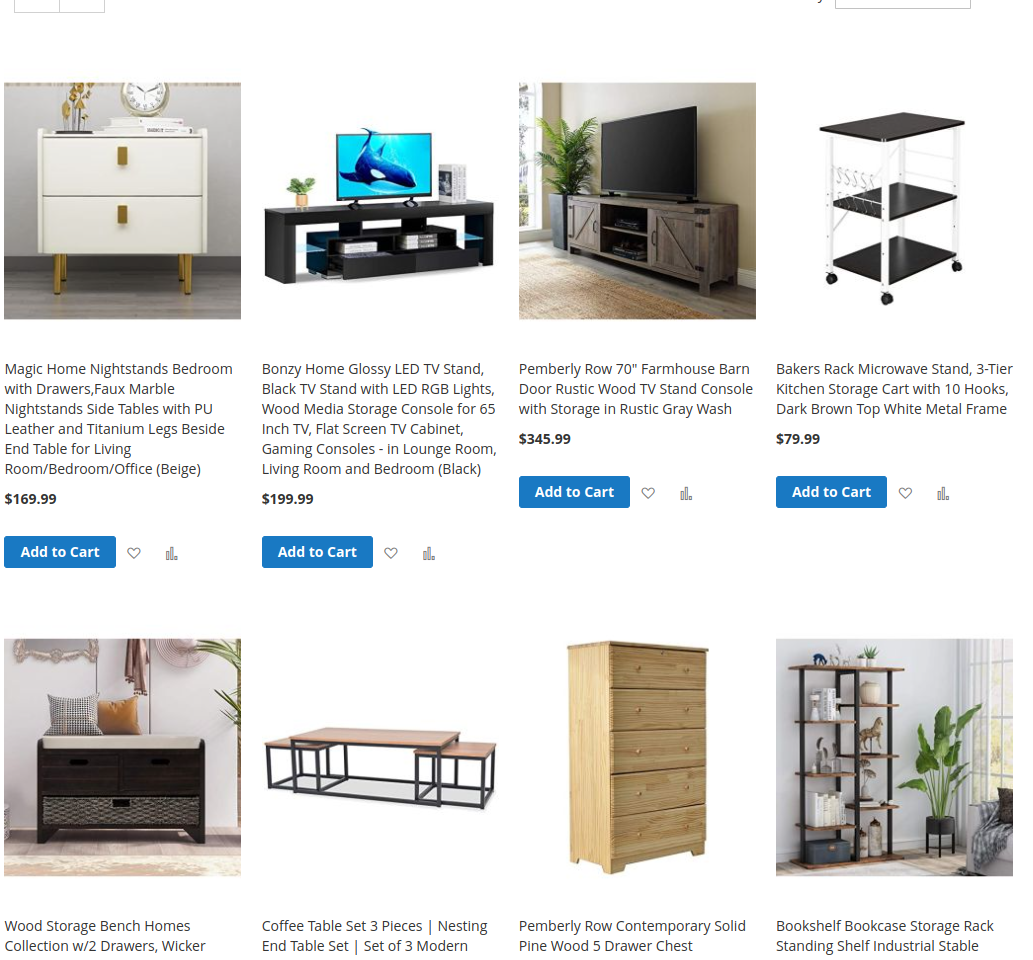 Magic Home Nightstands Bedroom
with Drawers,Faux Marble
Nightstands Side Tables with PU
Leather and Titanium Legs Beside
End Table for Living
Room/Bedroom/Office (Beige)
$169.99
Add to Cart
Bonzy Home Glossy LED TV Stand,
Black TV Stand with LED RGB Lights,
Wood Media Storage Console for 65
Inch TV, Flat Screen TV Cabinet,
Gaming Consoles - in Lounge Room,
Living Room and Bedroom (Black)
$199.99
Add to Cart
Pemberly Row 70" Farmhouse Barn
Door Rustic Wood TV Stand Console
with Storage in Rustic Gray Wash
$345.99
Add to Cart
Bakers Rack Microwave Stand, 3-Tier
Kitchen Storage Cart with 10 Hooks,
Dark Brown Top White Metal Frame
$79.99
Add to Cart
Wood Storage Bench Homes
Collection w/2 Drawers, Wicker
Coffee Table Set 3 Pieces | Nesting
End Table Set | Set of 3 Modern
Pemberly Row Contemporary Solid
Pine Wood 5 Drawer Chest
Bookshelf Bookcase Storage Rack
Standing Shelf Industrial Stable